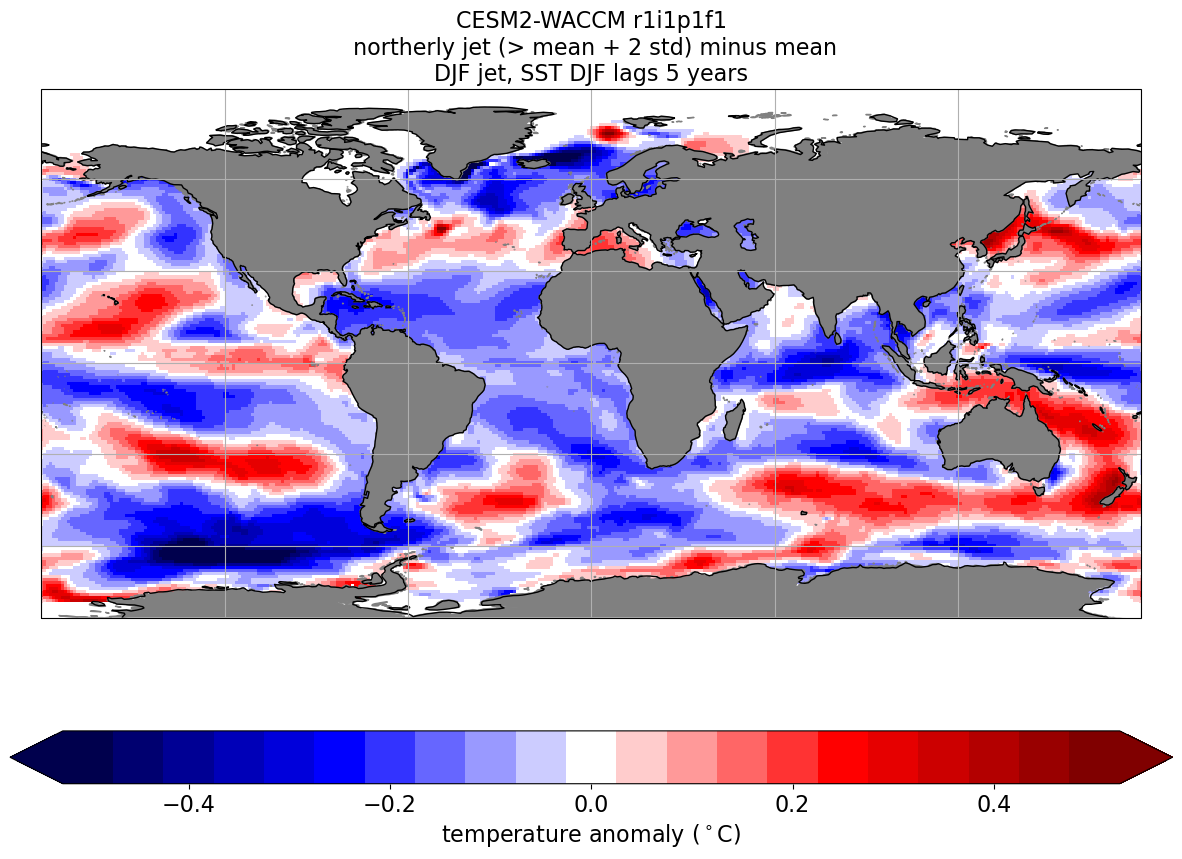 CESM2-WACCM r1i1p1f1
northerly jet (> mean + 2 std) minus mean
DJF jet, SST DJF lags 5 years
−0.4 −0.2 0.0 0.2 0.4
temperature anomaly (°C)